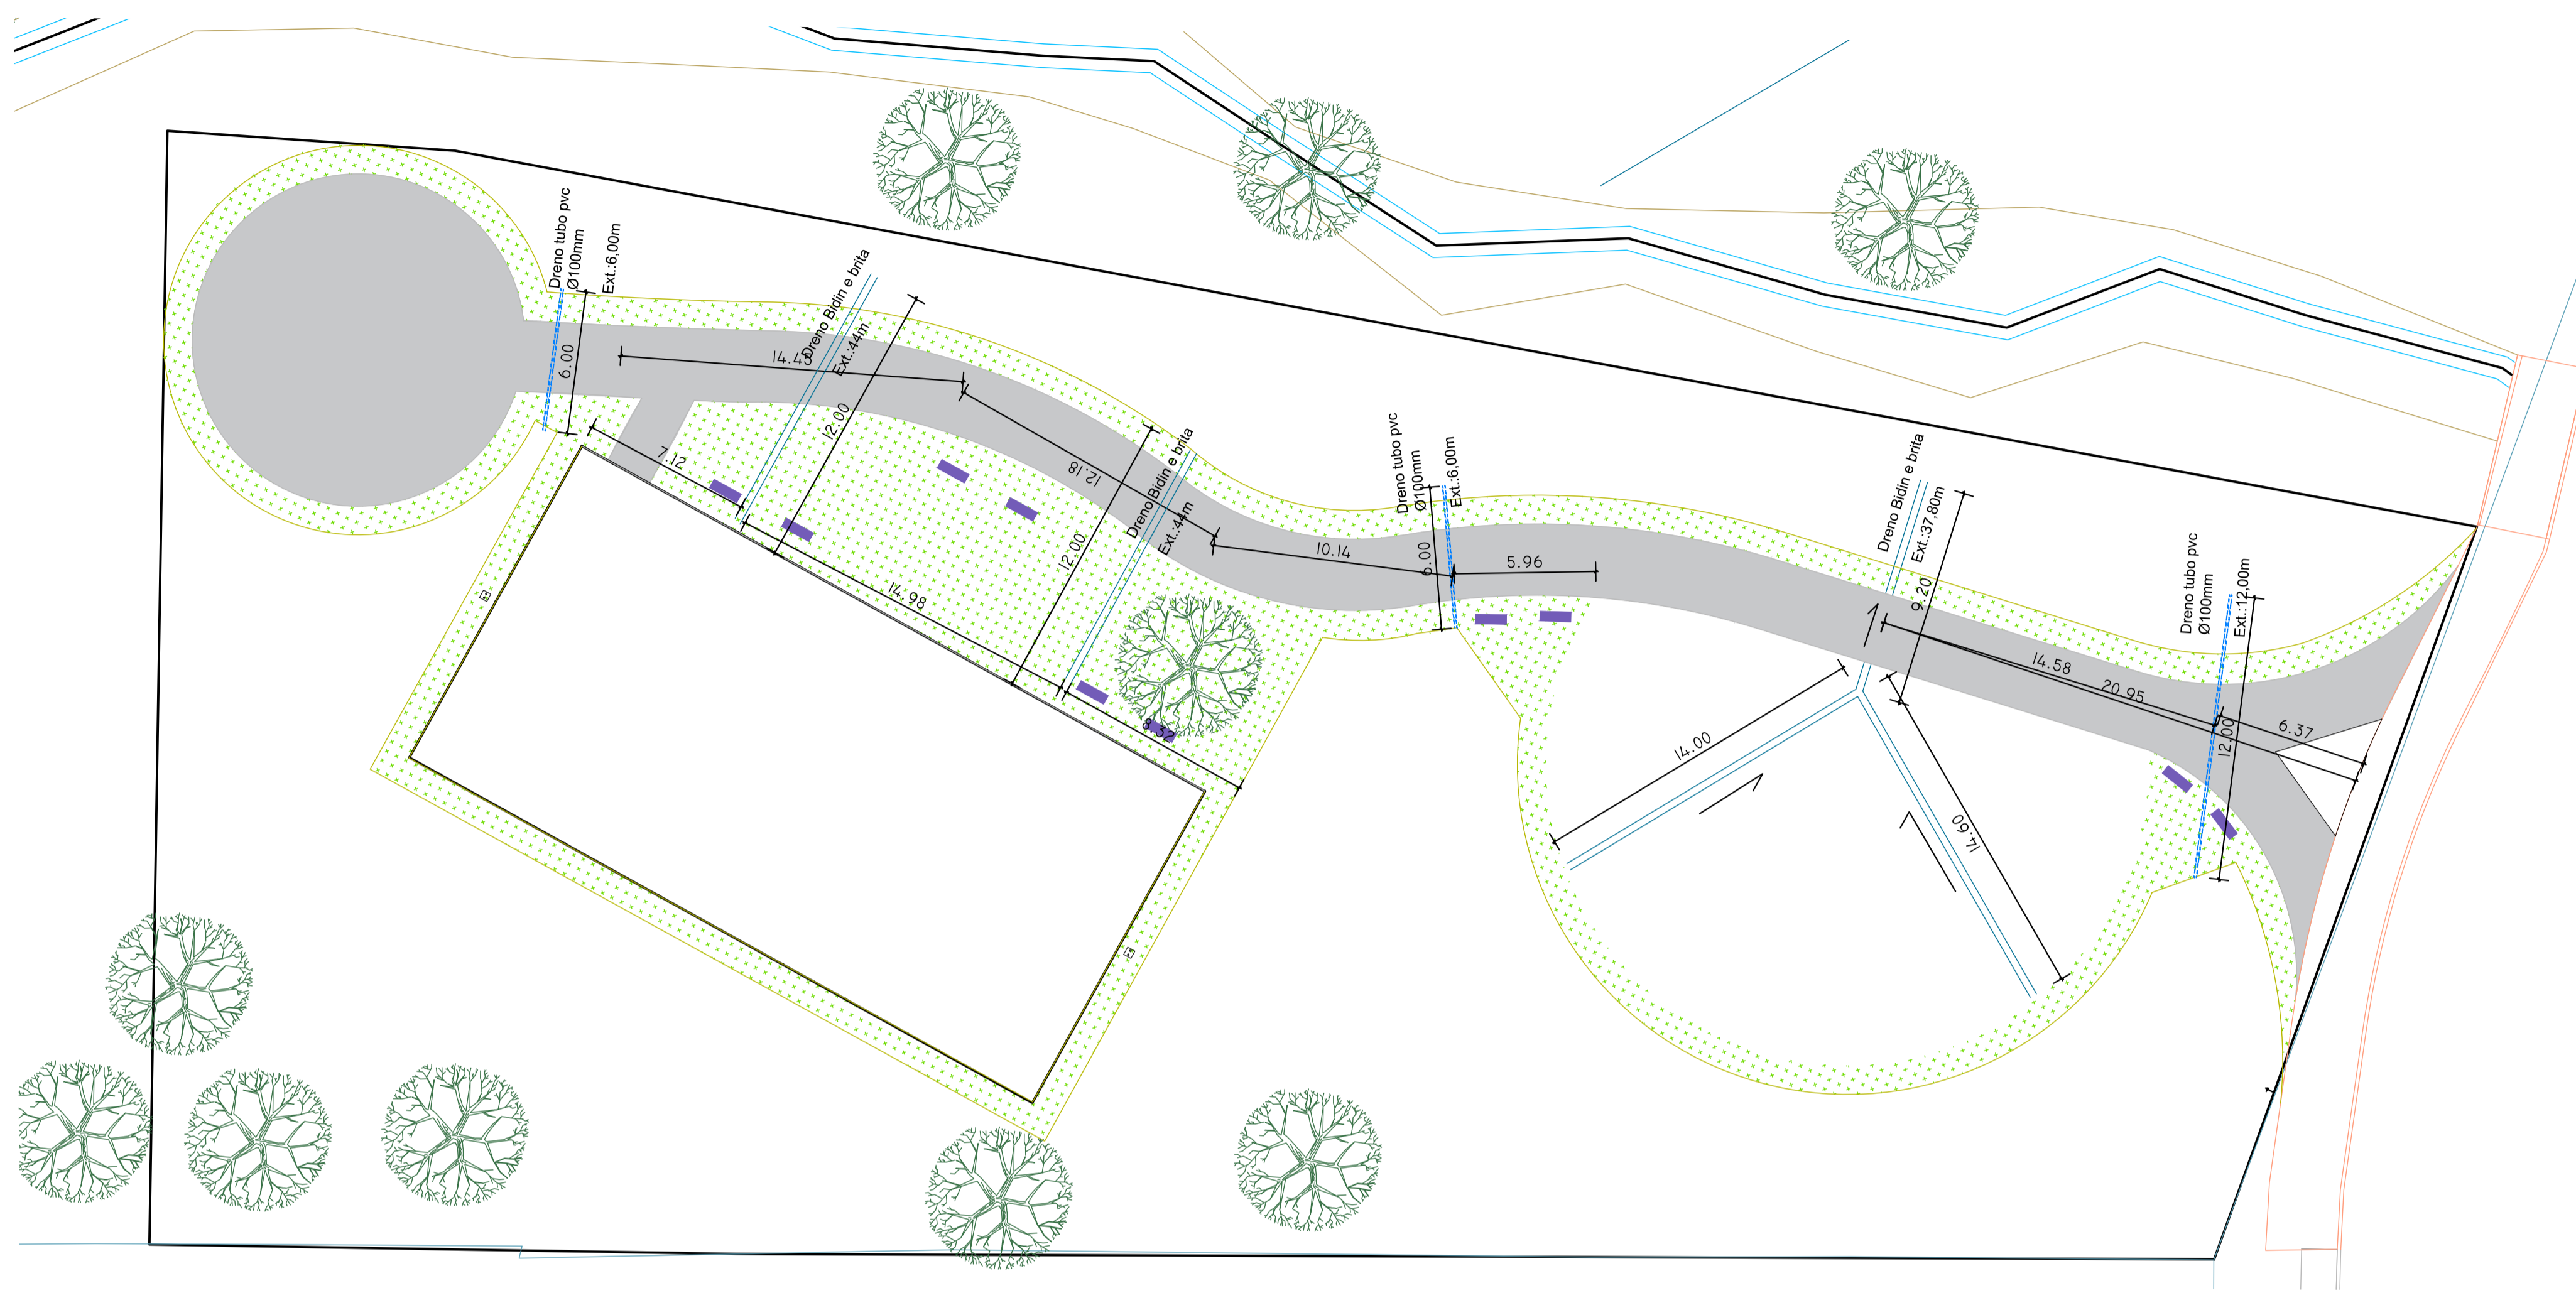 Dreno tubo pvc
Ø100mm
Ext.:6,00m
6.00
14.45
Dreno Bidin e brita
Ext.:44m
12.00
7.12
12.18
Dreno Bidin e brita
Ext.:44m
12.00
14.98
8.32
10.14
Dreno tubo pvc
Ø100mm
Ext.:6,00m
6.00
5.96
Dreno Bidin e brita
Ext.:37,80m
9.20
14.00
14.60
14.58
20.95
6.37
Dreno tubo pvc
Ø100mm
Ext.:12,00m
12.00